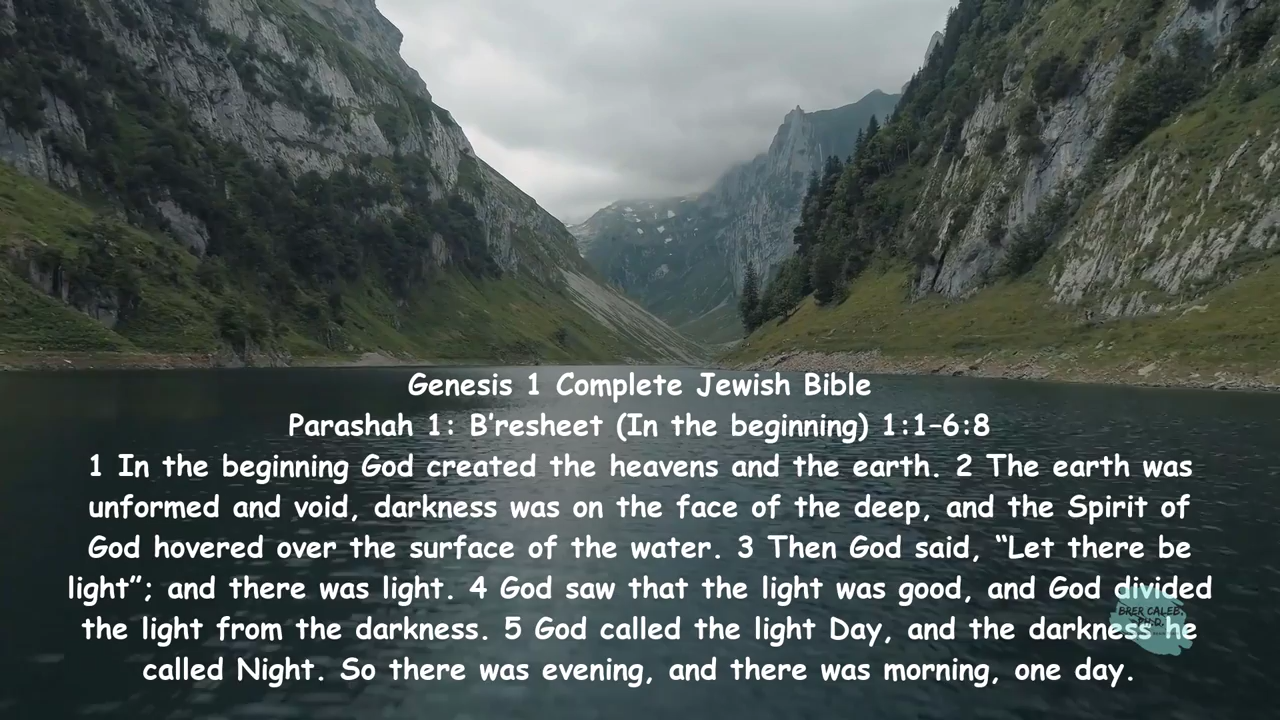 Genesis 1 Complete Jewish Bible
Parashah 1: B’resheet (In the beginning) 1:1–6:8
1 In the beginning God created the heavens and the earth. 2 The earth was
unformed and void, darkness was on the face of the deep, and the Spirit of
God hovered over the surface of the water. 3 Then God said, “Let there be
light”; and there was light. 4 God saw that the light was good, and God divided
the light from the darkness. 5 God called the light Day, and the darkness he
called Night. So there was evening, and there was morning, one day.
BRER CALEB,
PH.D.